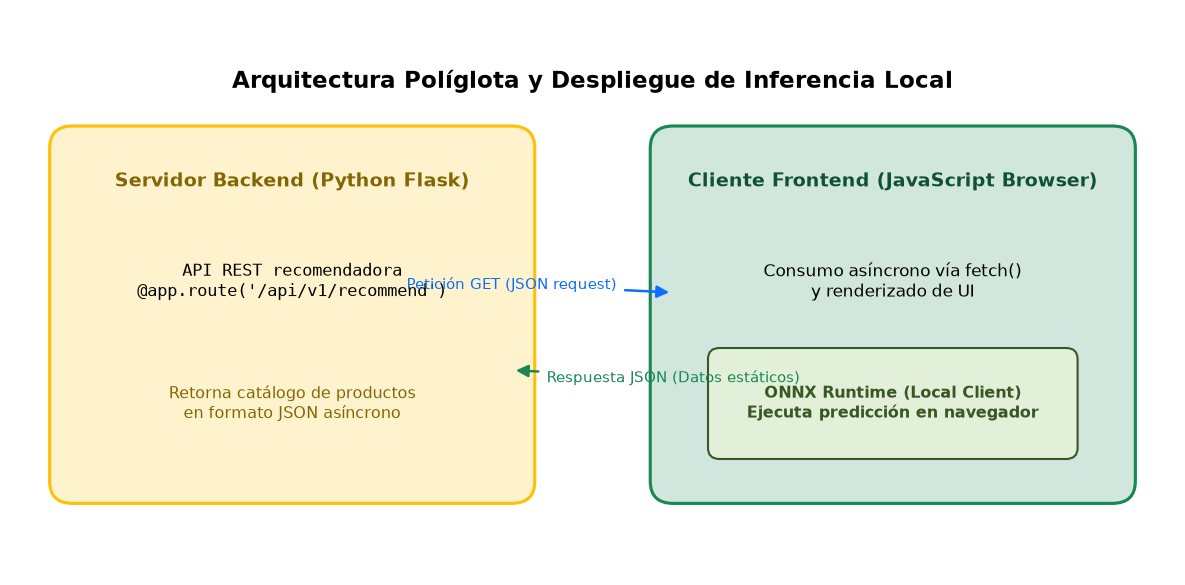 Arquitectura Políglota y Despliegue de Inferencia Local
Servidor Backend (Python Flask)
API REST recomendadora
@app.route('/api/v1/recommend')
Retorna catálogo de productos
en formato JSON asíncrono
Petición GET (JSON request)
Respuesta JSON (Datos estáticos)
Cliente Frontend (JavaScript Browser)
Consumo asíncrono vía fetch()
y renderizado de UI
ONNX Runtime (Local Client)
Ejecuta predicción en navegador